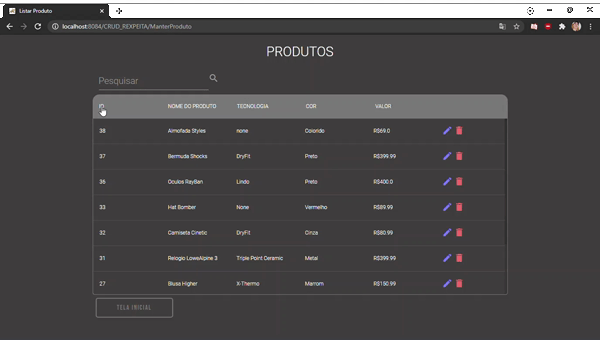 Listar Produto
localhost:8084/CRUD_REXPEITA/ManterProduto
PRODUTOS
Pesquisar
ID NOME DO PRODUTO TECNOLOGIA COR VALOR
38 Almofada Styles none Colorido R$69.0
37 Bermuda Shocks DryFit Preto R$399.99
36 Oculos RayBan Lindo Preto R$400.0
33 Hat Bomber None Vermelho R$89.99
32 Camiseta Cinetic DryFit Cinza R$80.99
31 Relogio LoweAlpine 3 Triple Point Ceramic Metal R$399.99
27 Blusa Higher X-Thermo Marrom R$150.99
TELA INICIAL